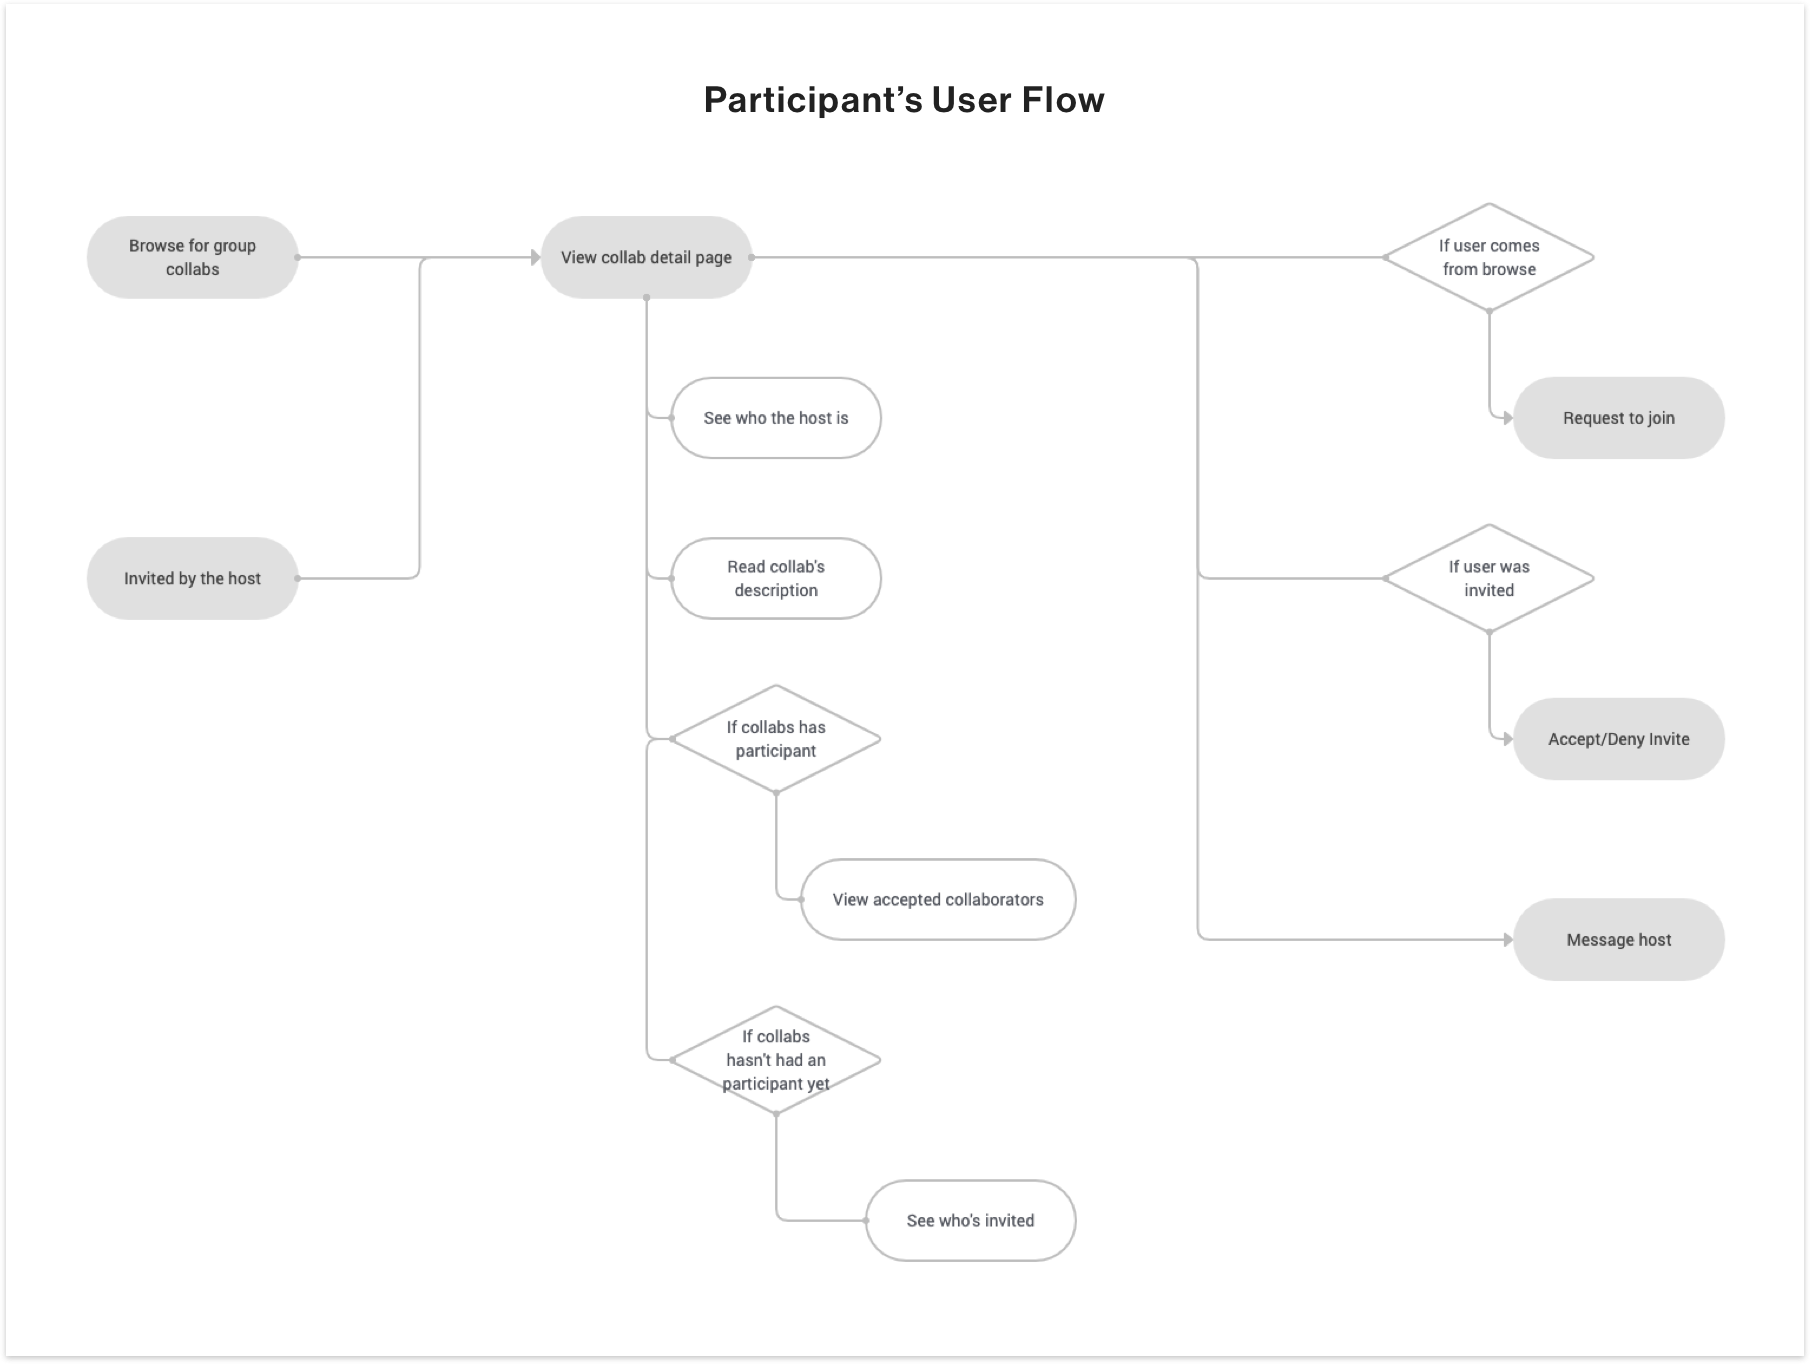 Participant’s User Flow
Browse for group
collabs
View collab detail page
If user comes
from browse
See who the host is
Request to join
Invited by the host
Read collab's
description
If user was
invited
If collabs has
participant
Accept/Deny Invite
View accepted collaborators
Message host
If collabs
hasn't had an
participant yet
See who's invited